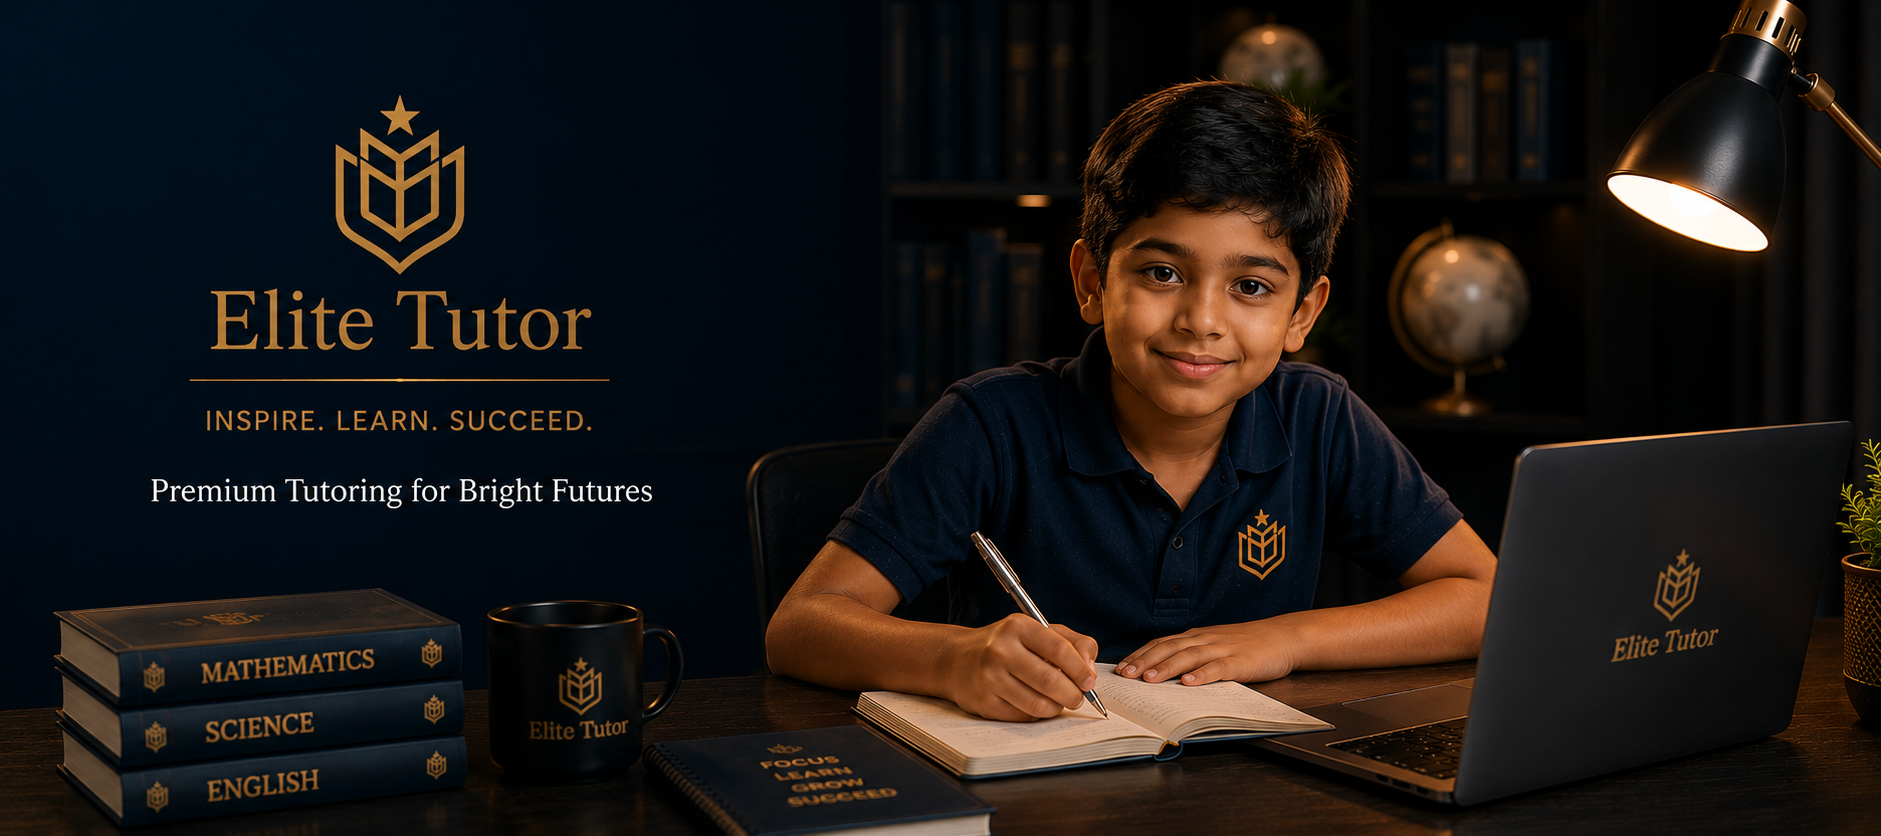 Elite Tutor
INSPIRE. LEARN. SUCCEED.
Premium Tutoring for Bright Futures
MATHEMATICS
SCIENCE
ENGLISH
Elite Tutor
FOCUS
LEARN
GROW
SUCCEED
Elite Tutor